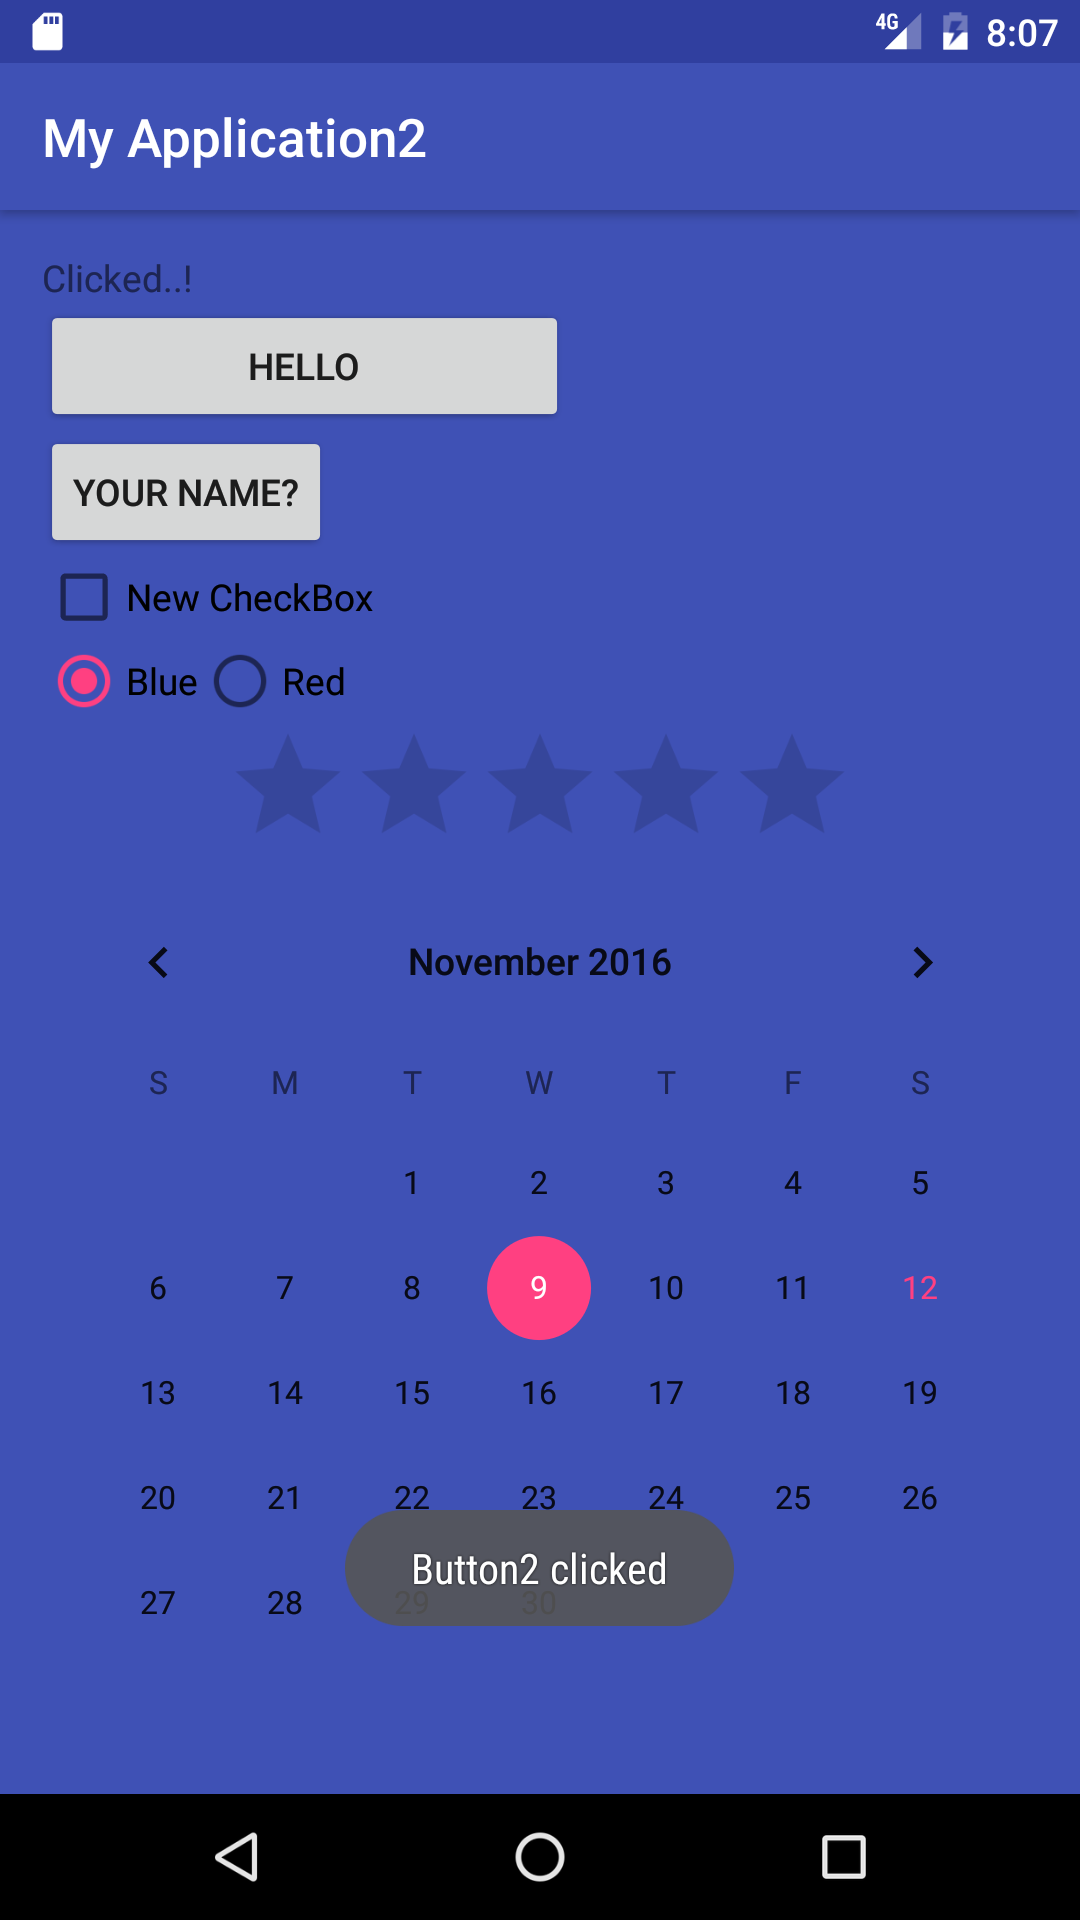 4G 8:07
My Application2
Clicked..!
HELLO
YOUR NAME?
New CheckBox
Blue Red
November 2016
S M T W T F S
1 2 3 4 5
6 7 8 9 10 11 12
13 14 15 16 17 18 19
20 21 22 23 24 25 26
Button2 clicked
27 28 29 30